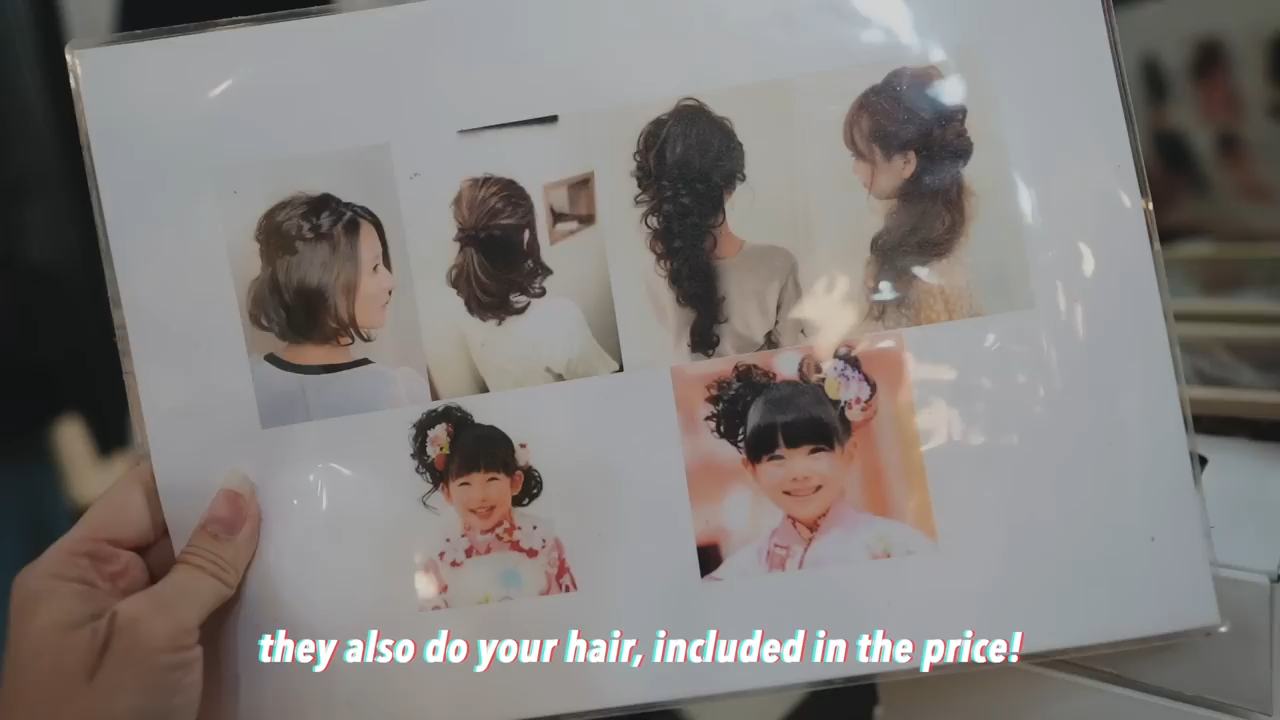 they also do your hair, included in the price!